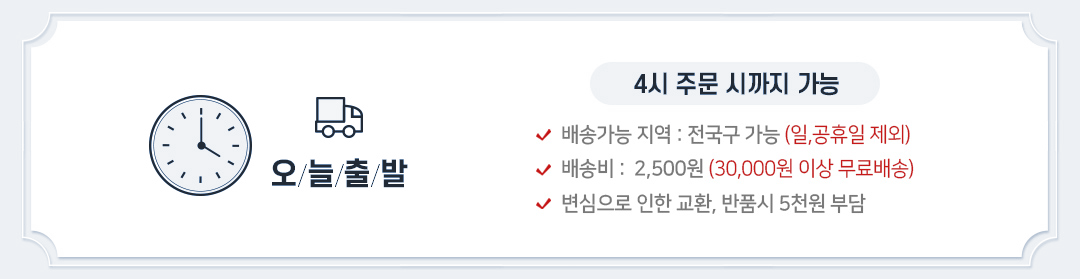 오/늘/출/발
4시 주문 시까지 가능
배송가능 지역 : 전국구 가능 (일,공휴일 제외)
배송비 : 2,500원 (30,000원 이상 무료배송)
변심으로 인한 교환, 반품시 5천원 부담